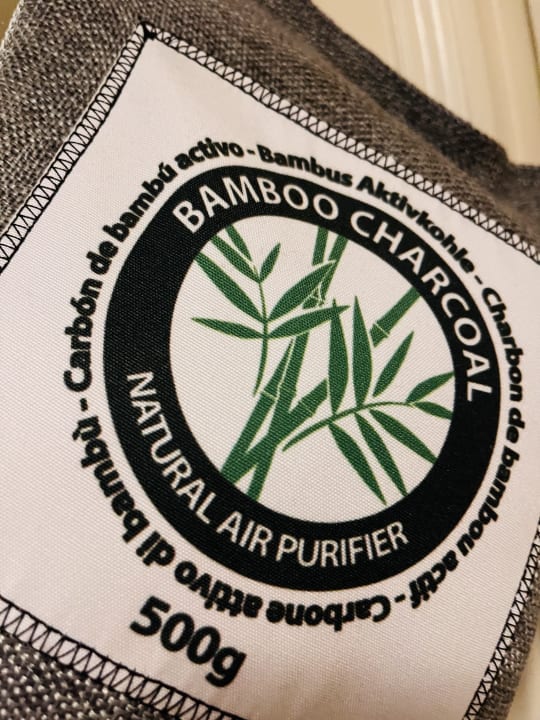 Carbón de bambú activo - Bambus Aktivkohle - Charbon de bambou actif - Carbone attivo di bambù -
BAMBOO CHARCOAL
NATURAL AIR PURIFIER
500g